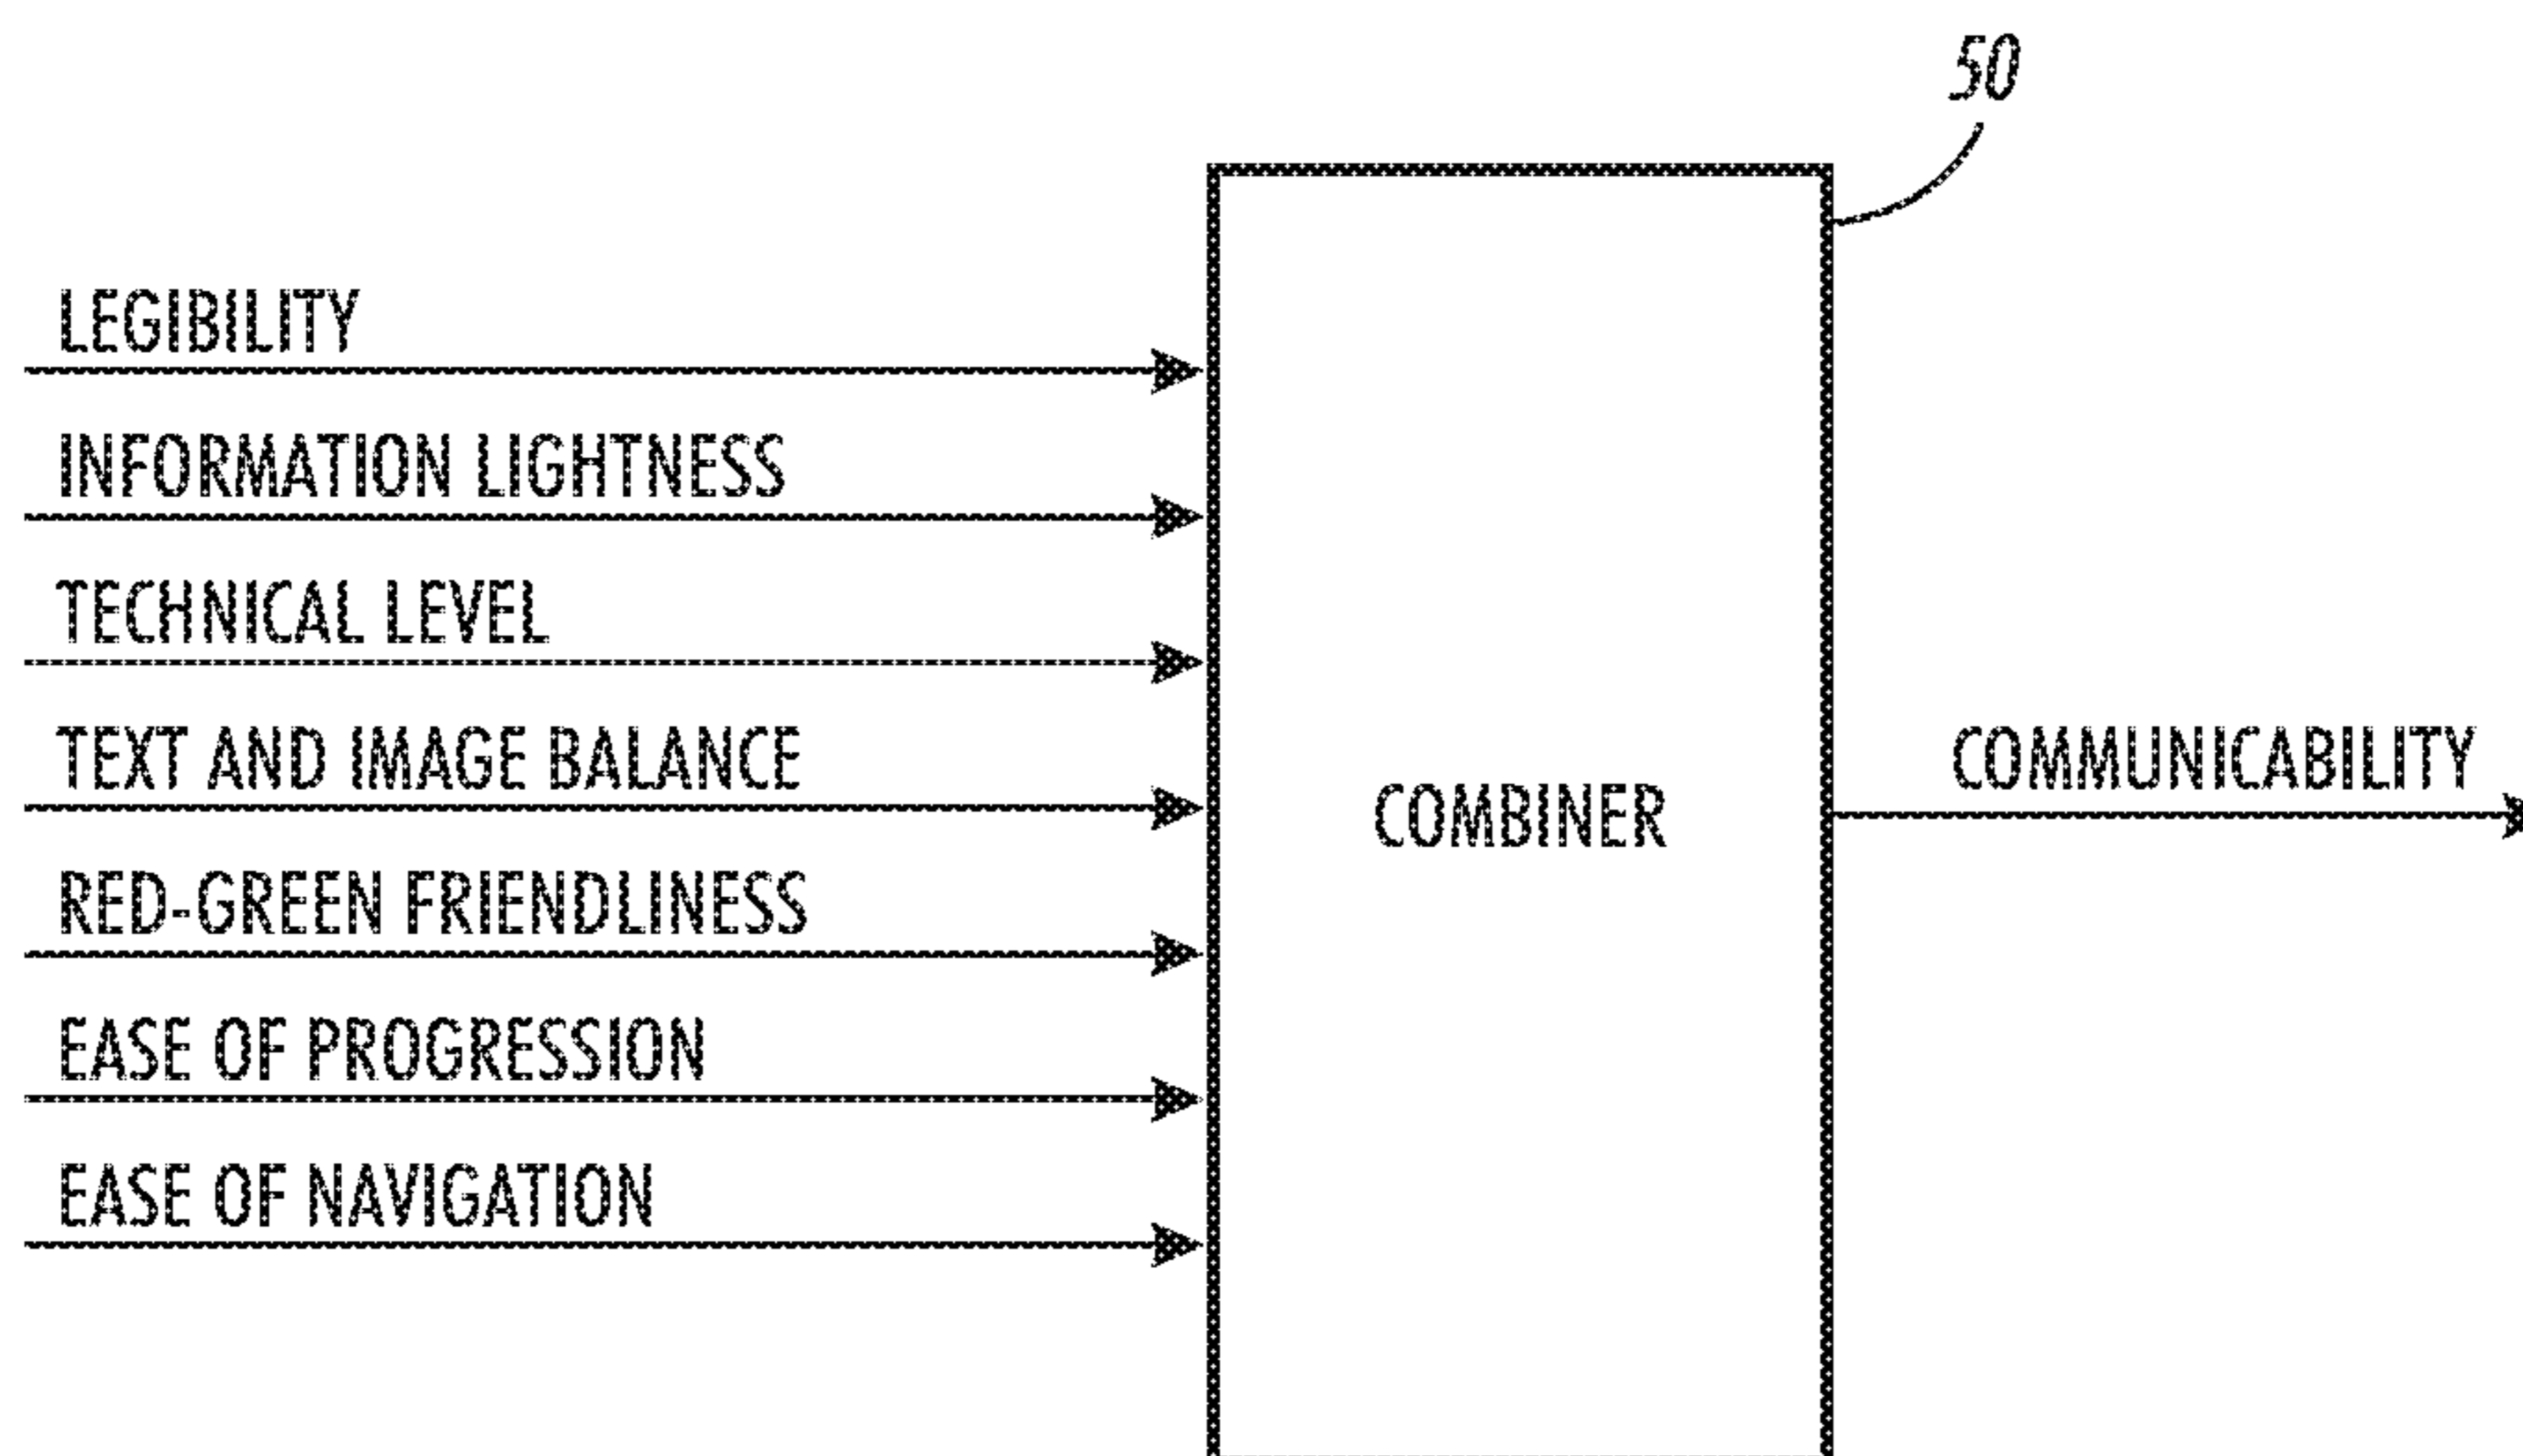 50
LEGIBILITY
INFORMATION LIGHTNESS
TECHNICAL LEVEL
TEXT AND IMAGE BALANCE
RED-GREEN FRIENDLINESS
EASE OF PROGRESSION
EASE OF NAVIGATION
COMBINER
COMMUNICABILITY